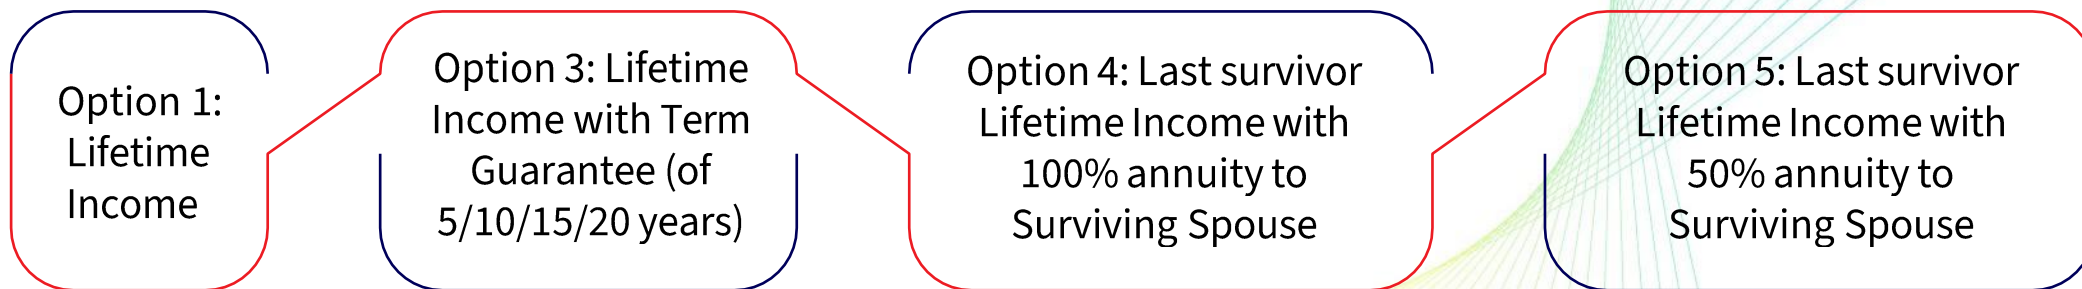 Option 1:
Lifetime
Income
Option 3: Lifetime
Income with Term
Guarantee (of
5/10/15/20 years)
Option 4: Last survivor
Lifetime Income with
100% annuity to
Surviving Spouse
Option 5: Last survivor
Lifetime Income with
50% annuity to
Surviving Spouse